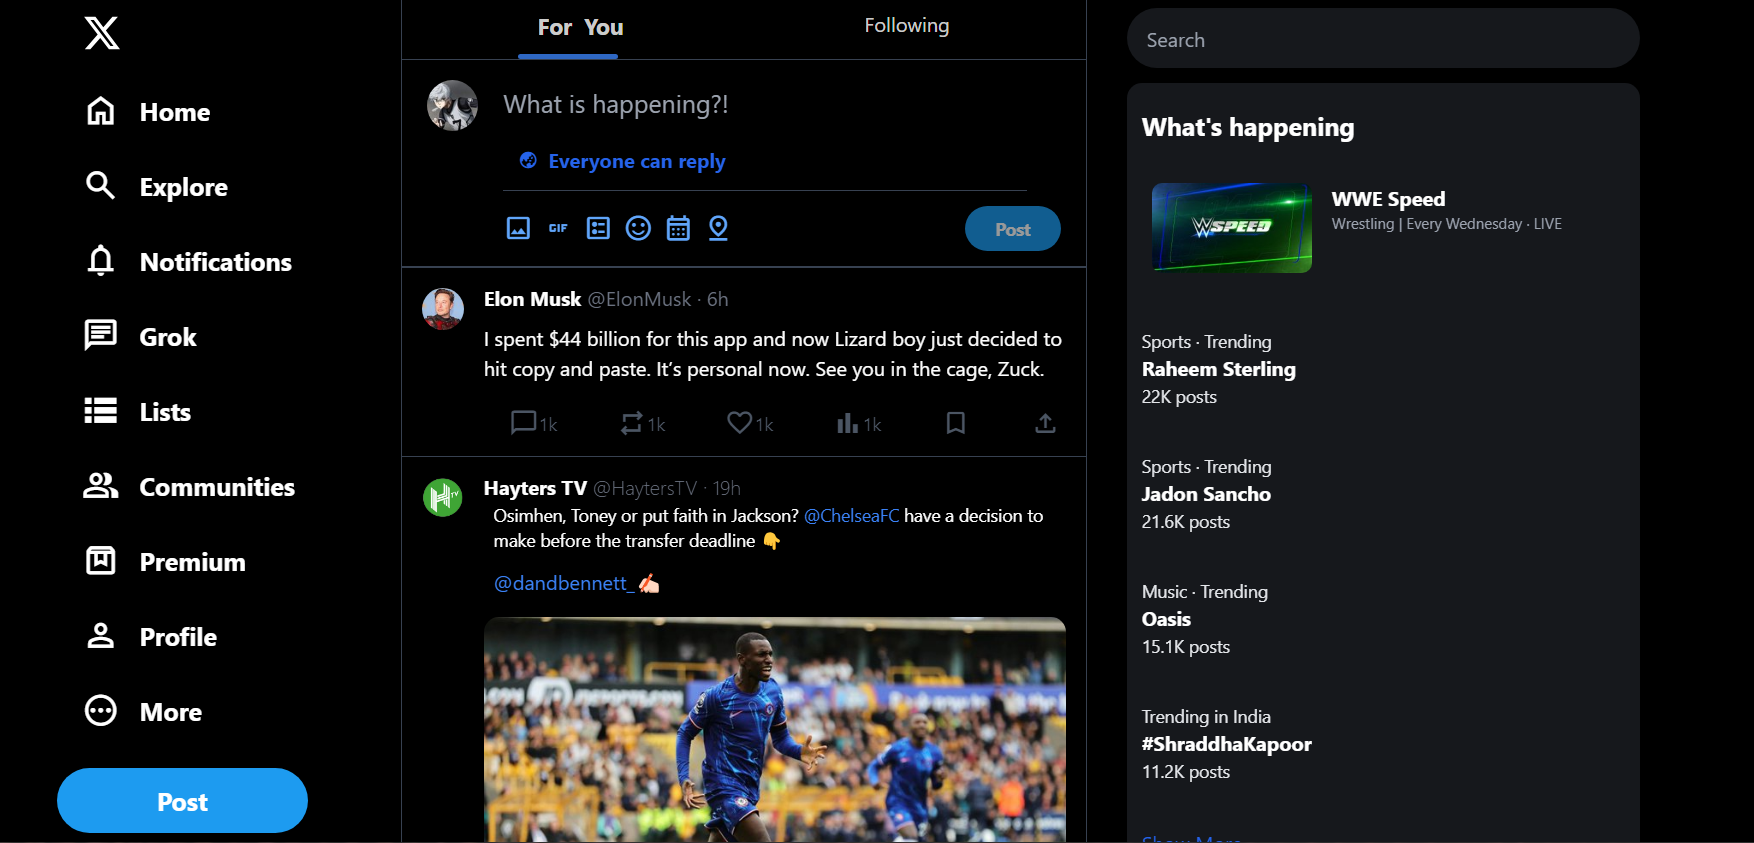 Home
Explore
Notifications
Grok
Lists
Communities
Premium
Profile
More
Post
For You
Following
What is happening?!
Everyone can reply
GIF
Post
Elon Musk @ElonMusk · 6h
I spent $44 billion for this app and now Lizard boy just decided to
hit copy and paste. It’s personal now. See you in the cage, Zuck.
1k
1k
1k
1k
Hayters TV @HaytersTV · 19h
Osimhen, Toney or put faith in Jackson? @ChelseaFC have a decision to
make before the transfer deadline 👇
@dandbennett_ ✍🏻
Search
What's happening
W SPEED
WWE Speed
Wrestling | Every Wednesday · LIVE
Sports · Trending
Raheem Sterling
22K posts
Sports · Trending
Jadon Sancho
21.6K posts
Music · Trending
Oasis
15.1K posts
Trending in India
#ShraddhaKapoor
11.2K posts
Show More